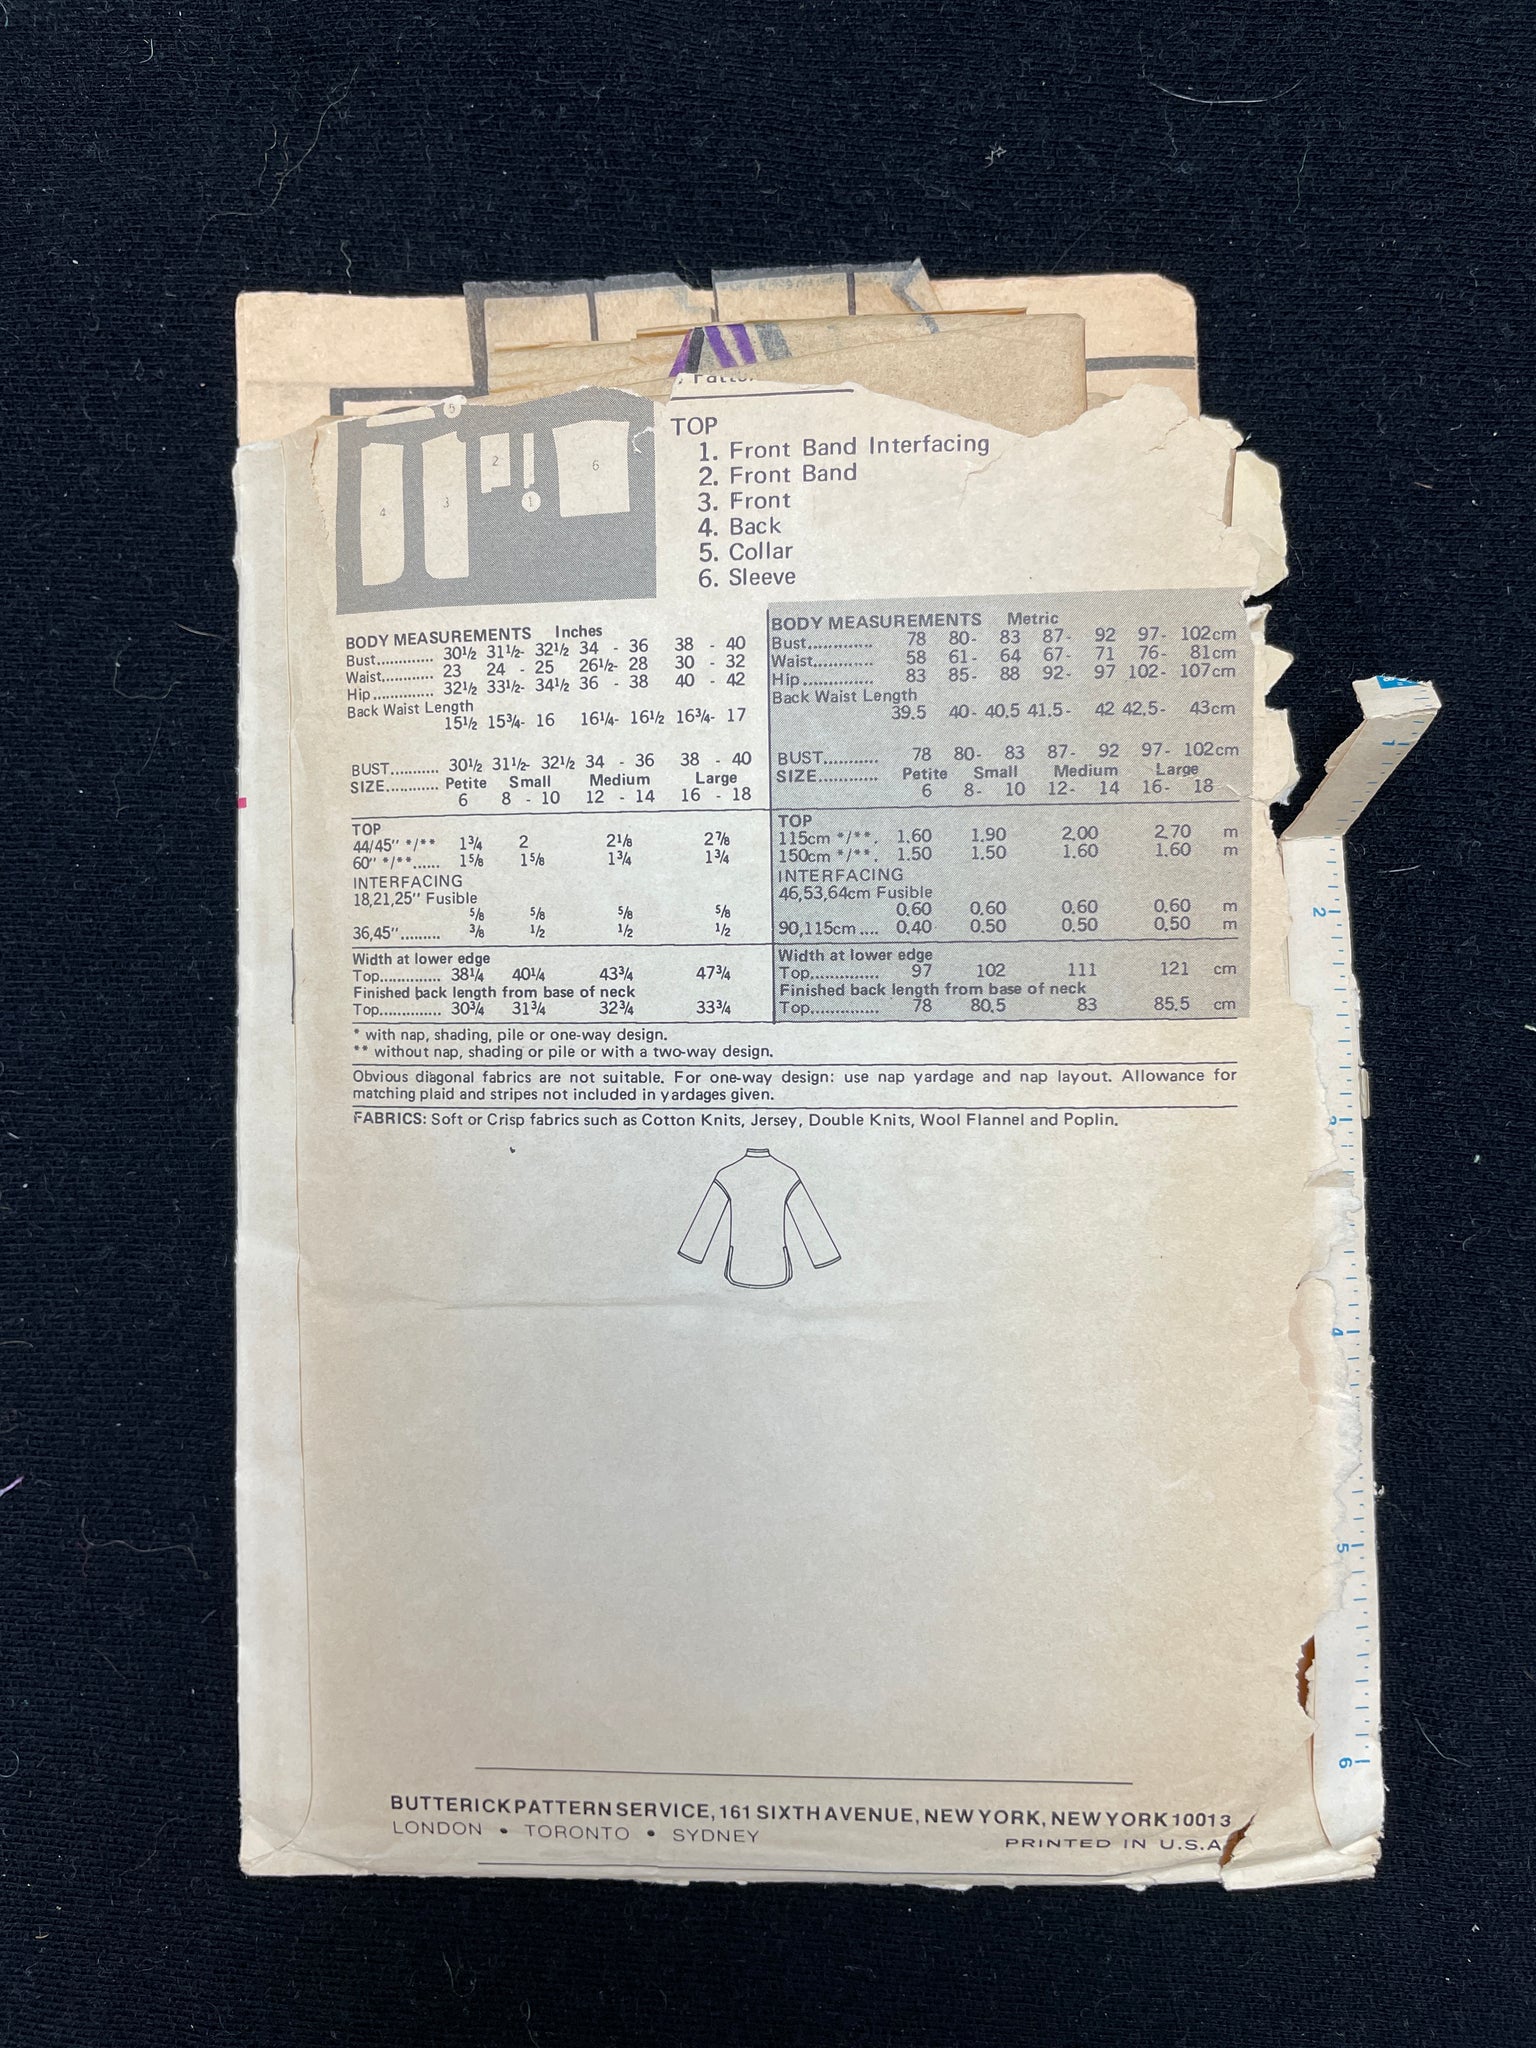 TOP
1. Front Band Interfacing
2. Front Band
3. Front
4. Back
5. Collar
6. Sleeve
5
4
3
2
1
6
BODY MEASUREMENTS Inches
Bust............. 30½ 31½- 32½ 34 - 36 38 - 40
Waist............ 23 24 - 25 26½- 28 30 - 32
Hip.............. 32½ 33½- 34½ 36 - 38 40 - 42
Back Waist Length
15½ 15¾- 16 16¼- 16½ 16¾- 17
BUST........... 30½ 31½- 32½ 34 - 36 38 - 40
SIZE............ Petite Small Medium Large
6 8 - 10 12 - 14 16 - 18
TOP
44/45" */** 1¾ 2 2⅛ 2⅞
60" */**...... 1⅝ 1⅝ 1¾ 1¾
INTERFACING
18,21,25" Fusible
⅝ ⅝ ⅝ ⅝
36,45"......... ⅜ ½ ½ ½
Width at lower edge
Top.............. 38¼ 40¼ 43¾ 47¾
Finished back length from base of neck
Top.............. 30¾ 31¾ 32¾ 33¾
BODY MEASUREMENTS Metric
Bust............. 78 80- 83 87- 92 97- 102cm
Waist............ 58 61- 64 67- 71 76- 81cm
Hip............... 83 85- 88 92- 97 102- 107cm
Back Waist Length
39.5 40- 40.5 41.5- 42 42.5- 43cm
BUST........... 78 80- 83 87- 92 97- 102cm
SIZE............ Petite Small Medium Large
6 8- 10 12- 14 16- 18
TOP
115cm */**. 1.60 1.90 2.00 2.70 m
150cm */**. 1.50 1.50 1.60 1.60 m
INTERFACING
46,53,64cm Fusible
0.60 0.60 0.60 0.60 m
90,115cm .... 0.40 0.50 0.50 0.50 m
Width at lower edge
Top.............. 97 102 111 121 cm
Finished back length from base of neck
Top.............. 78 80.5 83 85.5 cm
* with nap, shading, pile or one-way design.
** without nap, shading or pile or with a two-way design.
Obvious diagonal fabrics are not suitable. For one-way design: use nap yardage and nap layout. Allowance for
matching plaid and stripes not included in yardages given.
FABRICS: Soft or Crisp fabrics such as Cotton Knits, Jersey, Double Knits, Wool Flannel and Poplin.
BUTTERICK PATTERN SERVICE, 161 SIXTH AVENUE, NEW YORK, NEW YORK 10013
LONDON • TORONTO • SYDNEY
PRINTED IN U.S.A
1
2
3
4
5
6